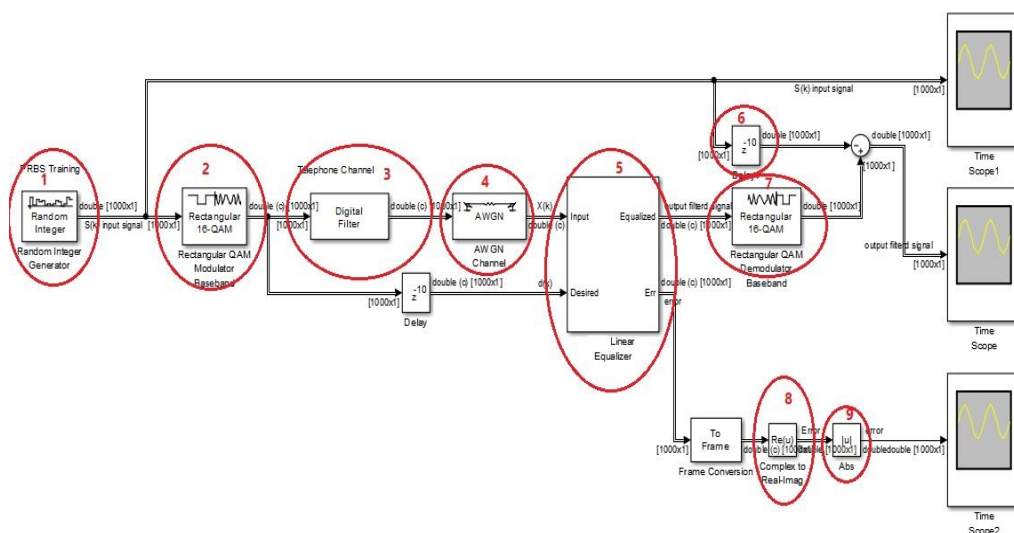 S(k) input signal
[1000x1]
Time
Scope1
6
double [1000x1]
double [1000x1]
[1000x1]
-10
z
Delay
-
+
[1000x1]
PRBS Training
1
Random
Integer
Random Integer
Generator
double [1000x1]
S(k) input signal
[1000x1]
2
Rectangular
16-QAM
Rectangular QAM
Modulator
Baseband
double (c) [1000x1]
[1000x1]
Telephone Channel
3
Digital
Filter
double (c) [1000x1]
4
AWGN
AWGN
Channel
X(k)
double (c)
5
Input
Equalized
Desired
Err
Linear
Equalizer
output filterd signal
double (c) [1000x1]
7
Rectangular
16-QAM
Rectangular QAM
Demodulator
Baseband
double [1000x1]
output filterd signal
[1000x1]
Time
Scope
[1000x1]
-10
z
Delay
double (c) [1000x1]
d(k)
double (c) [1000x1]
error
[1000x1]
To
Frame
Frame Conversion
double (c) [1000x1]
8
Re(u)
Complex to
Real-Imag
Error
[1000x1]
9
|u|
Abs
error
doubledouble [1000x1]
Time
Scope2